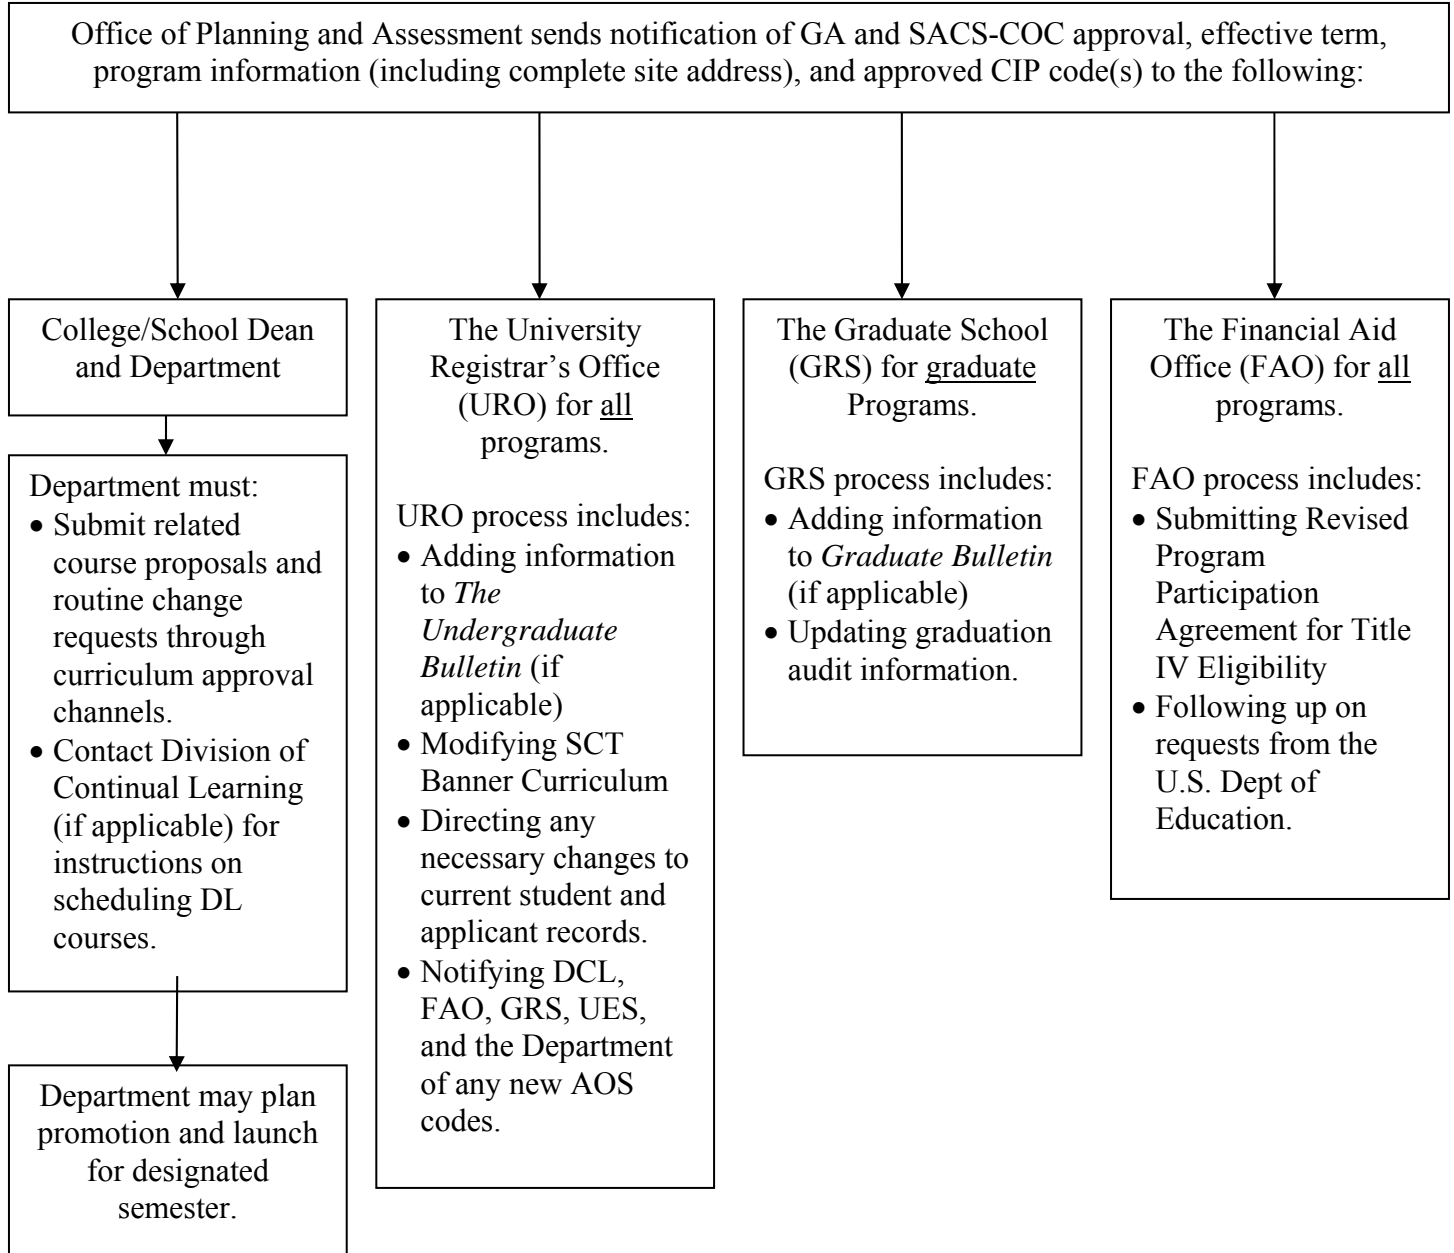 Office of Planning and Assessment sends notification of GA and SACS-COC approval, effective term,
program information (including complete site address), and approved CIP code(s) to the following:
College/School Dean
and Department
Department must:
• Submit related
course proposals and
routine change
requests through
curriculum approval
channels.
• Contact Division of
Continual Learning
(if applicable) for
instructions on
scheduling DL
courses.
Department may plan
promotion and launch
for designated
semester.
The University
Registrar’s Office
(URO) for all
programs.
URO process includes:
• Adding information
to The
Undergraduate
Bulletin (if
applicable)
• Modifying SCT
Banner Curriculum
• Directing any
necessary changes to
current student and
applicant records.
• Notifying DCL,
FAO, GRS, UES,
and the Department
of any new AOS
codes.
The Graduate School
(GRS) for graduate
Programs.
GRS process includes:
• Adding information
to Graduate Bulletin
(if applicable)
• Updating graduation
audit information.
The Financial Aid
Office (FAO) for all
programs.
FAO process includes:
• Submitting Revised
Program
Participation
Agreement for Title
IV Eligibility
• Following up on
requests from the
U.S. Dept of
Education.